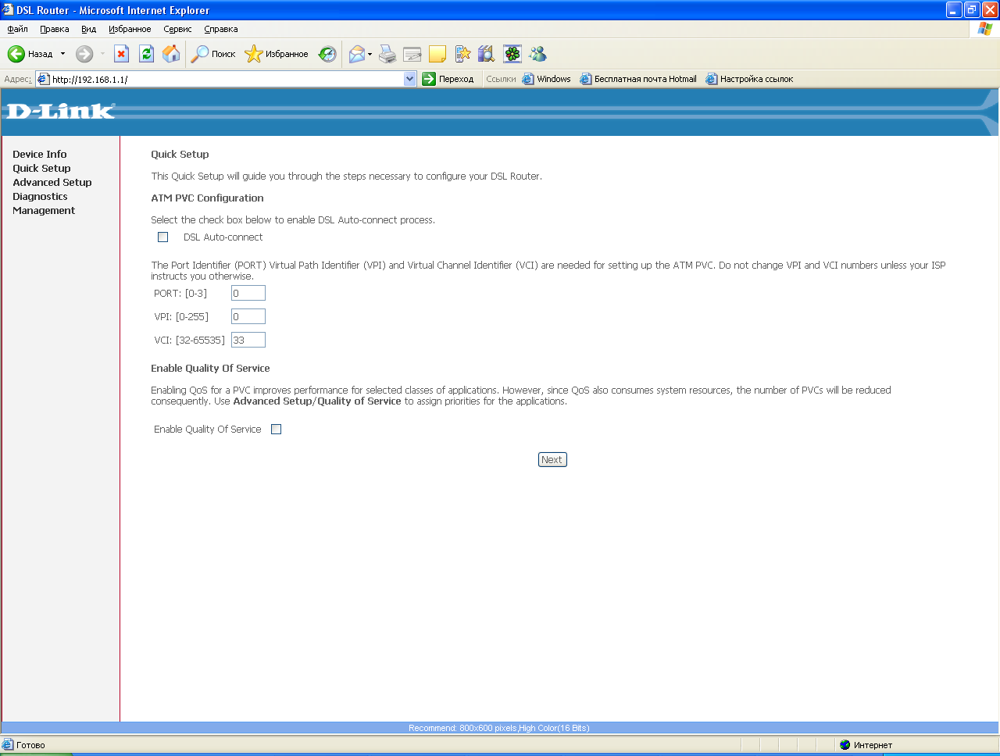 DSL Router - Microsoft Internet Explorer
Файл Правка Вид Избранное Сервис Справка
Назад Поиск Избранное
Адрес: http://192.168.1.1/ Переход Ссылки Windows Бесплатная почта Hotmail Настройка ссылок
D-Link
Device Info
Quick Setup
Advanced Setup
Diagnostics
Management
Quick Setup
This Quick Setup will guide you through the steps necessary to configure your DSL Router.
ATM PVC Configuration
Select the check box below to enable DSL Auto-connect process.
DSL Auto-connect
The Port Identifier (PORT) Virtual Path Identifier (VPI) and Virtual Channel Identifier (VCI) are needed for setting up the ATM PVC. Do not change VPI and VCI numbers unless your ISP
instructs you otherwise.
PORT: [0-3] 0
VPI: [0-255] 0
VCI: [32-65535] 33
Enable Quality Of Service
Enabling QoS for a PVC improves performance for selected classes of applications. However, since QoS also consumes system resources, the number of PVCs will be reduced
consequently. Use Advanced Setup/Quality of Service to assign priorities for the applications.
Enable Quality Of Service
Next
Recommend: 800x600 pixels,High Color(16 Bits)
Готово Интернет